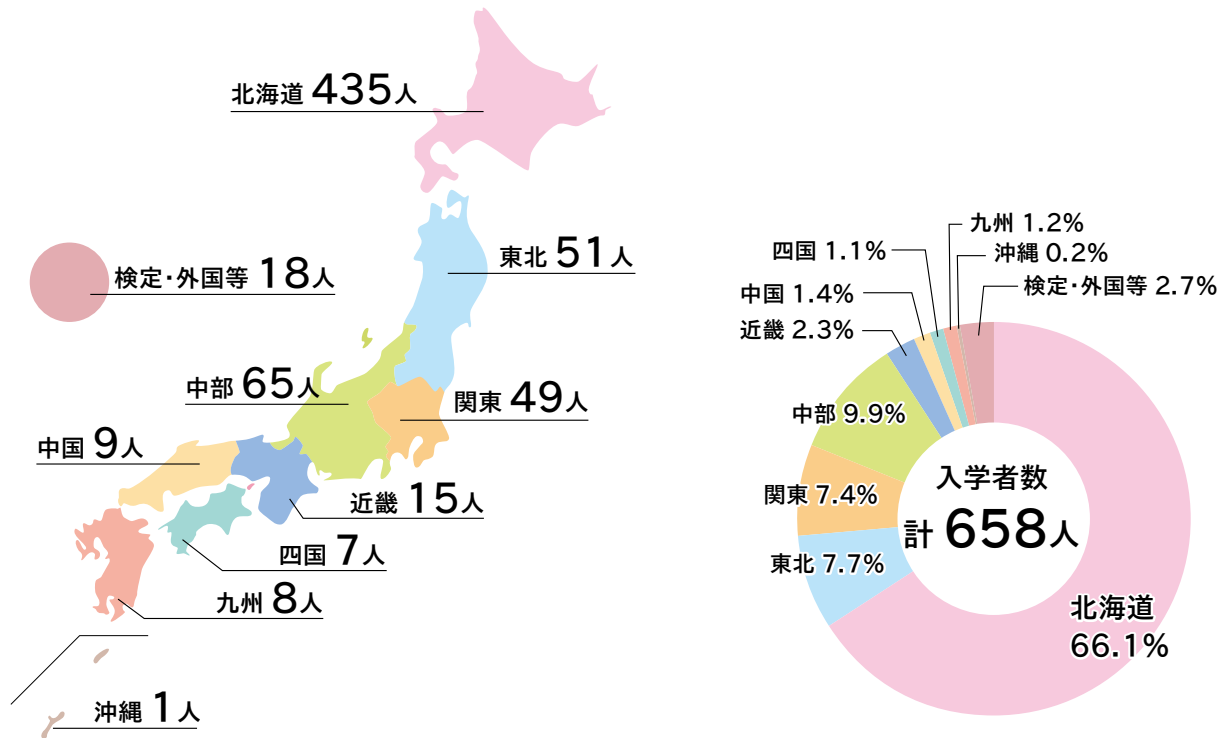 北海道 435人
東北 51人
検定・外国等 18人
中部 65人
関東 49人
中国 9人
近畿 15人
四国 7人
九州 8人
沖縄 1人
九州 1.2%
四国 1.1%
沖縄 0.2%
中国 1.4%
検定・外国等 2.7%
近畿 2.3%
中部 9.9%
関東 7.4%
東北 7.7%
入学者数
計 658人
北海道
66.1%